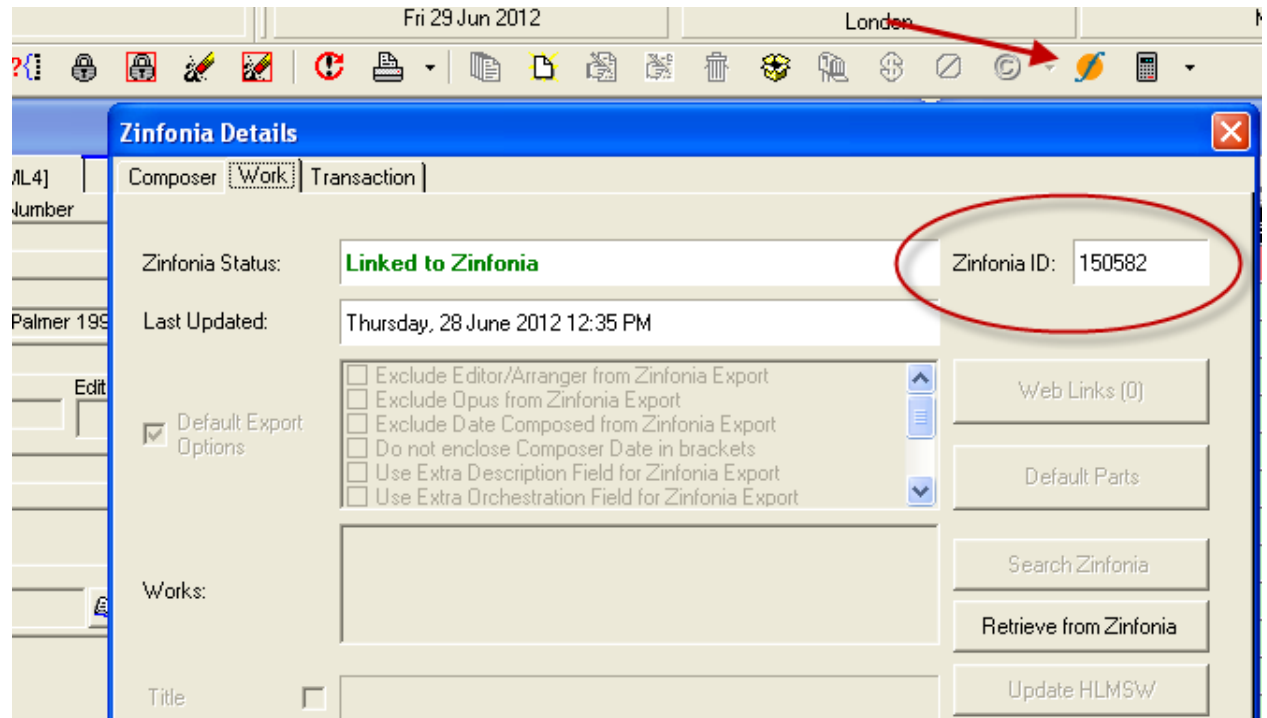 Fri 29 Jun 2012
London
?{
Zinfonia Details
ML4]
Composer
Work
Transaction
Number
Zinfonia Status:
Linked to Zinfonia
Zinfonia ID:
150582
Palmer 199
Last Updated:
Thursday, 28 June 2012 12:35 PM
Edit
Default Export
Options
Exclude Editor/Arranger from Zinfonia Export
Exclude Opus from Zinfonia Export
Exclude Date Composed from Zinfonia Export
Do not enclose Composer Date in brackets
Use Extra Description Field for Zinfonia Export
Use Extra Orchestration Field for Zinfonia Export
Web Links (0)
Default Parts
Works:
Search Zinfonia
Retrieve from Zinfonia
Title
Update HLMSW